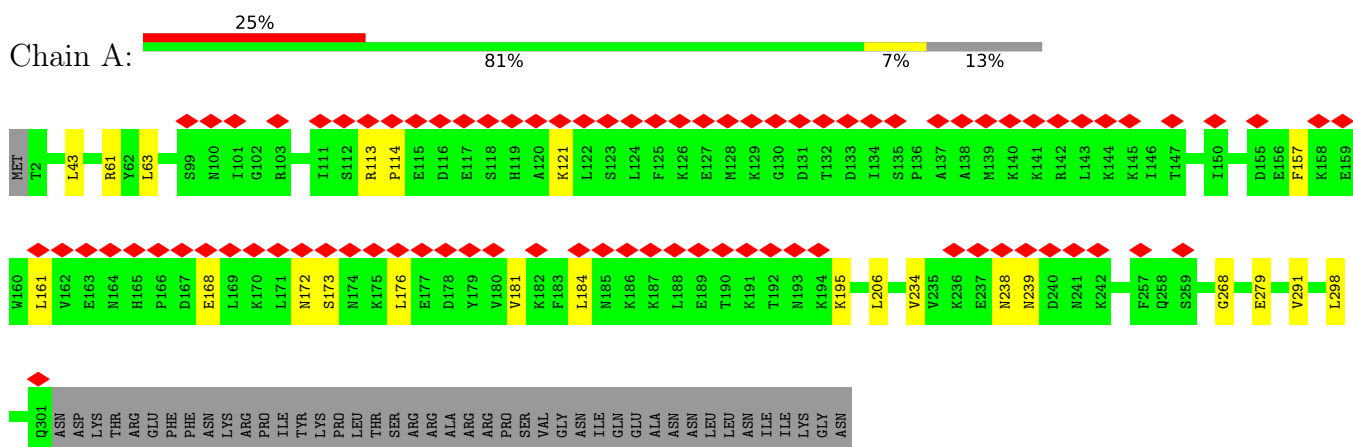 25%
Chain A:
81% 7% 13%
MET T2 L43 R61 Y62 L63 S99 N100 I101 G102 R103 I111 S112 R113 P114 E115 D116 E117 S118 H119 A120 K121 L122 S123 L124 F125 K126 E127 M128 K129 G130 D131 T132 D133 I134 S135 P136 A137 A138 M139 K140 K141 R142 L143 K144 K145 I146 T147 I150 D155 E156 F157 K158 E159
W160 L161 V162 E163 N164 H165 P166 D167 E168 L169 K170 L171 N172 S173 N174 K175 L176 E177 D178 Y179 V180 V181 K182 F183 L184 N185 K186 K187 L188 E189 T190 K191 T192 N193 K194 K195 L206 V234 V235 K236 E237 N238 N239 D240 N241 K242 F257 Q258 S259 G268 E279 V291 L298
Q301 ASN ASP LYS THR ARG GLU PHE PHE ASN LYS ARG PRO ILE TYR LYS PRO LEU THR SER ARG ARG ALA ARG ARG PRO SER VAL GLY ASN ILE GLN GLU ALA ASN ASN LEU LEU ASN ILE ILE LYS GLY ASN